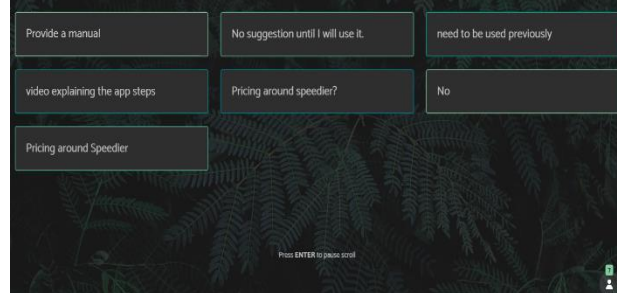 Provide a manual
No suggestion until I will use it.
need to be used previously
video explaining the app steps
Pricing around speedier?
No
Pricing around Speedier
Press ENTER to pause scroll
7